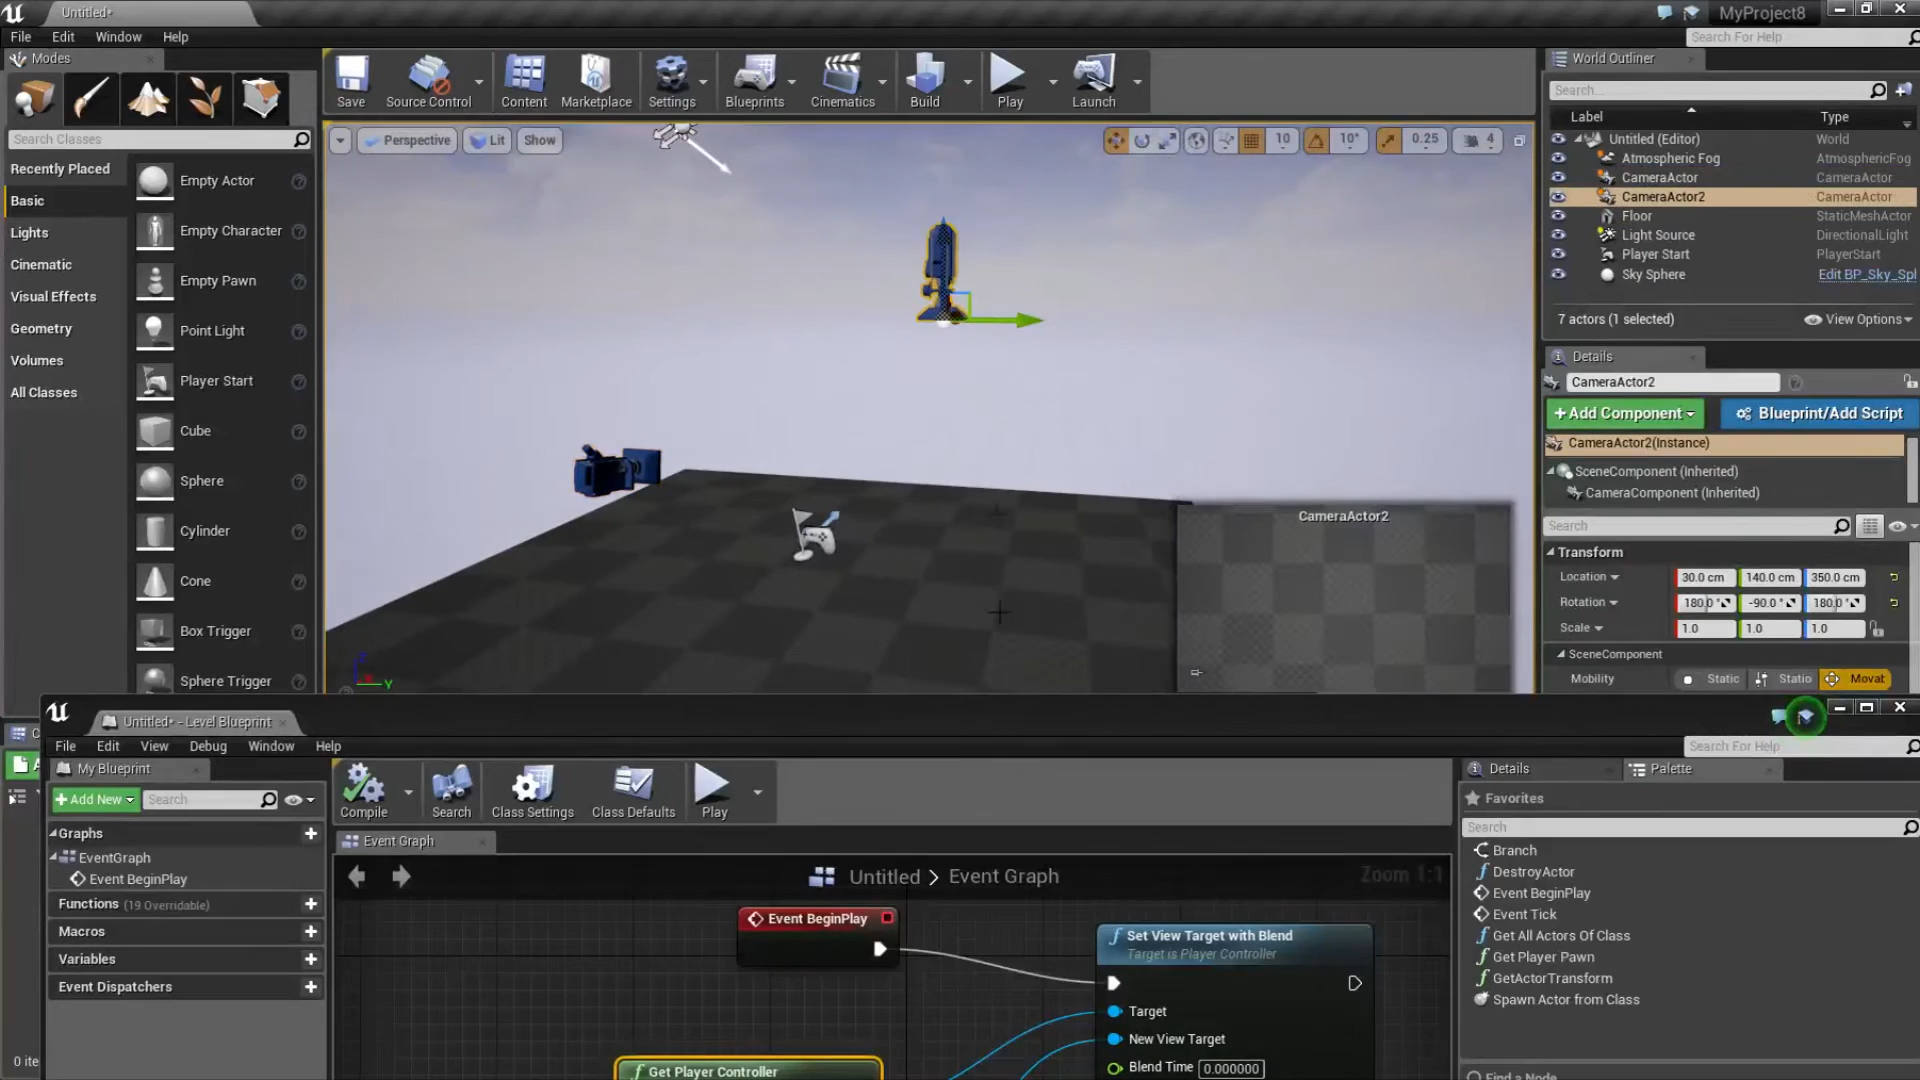 Untitled*
MyProject8
File Edit Window Help
Search For Help
Modes
Search Classes
Recently Placed
Basic
Lights
Cinematic
Visual Effects
Geometry
Volumes
All Classes
Empty Actor
Empty Character
Empty Pawn
Point Light
Player Start
Cube
Sphere
Cylinder
Cone
Box Trigger
Sphere Trigger
Save Source Control Content Marketplace Settings Blueprints Cinematics Build Play Launch
Perspective Lit Show
10 10° 0.25 4
CameraActor2
Z
Y
World Outliner
Search...
Label Type
Untitled (Editor) World
Atmospheric Fog AtmosphericFog
CameraActor CameraActor
CameraActor2 CameraActor
Floor StaticMeshActor
Light Source DirectionalLight
Player Start PlayerStart
Sky Sphere Edit BP_Sky_Spl
7 actors (1 selected) View Options
Details
CameraActor2
+Add Component Blueprint/Add Script
CameraActor2(Instance)
SceneComponent (Inherited)
CameraComponent (Inherited)
Search
Transform
Location 30.0 cm 140.0 cm 350.0 cm
Rotation 180.0 ° -90.0 ° 180.0 °
Scale 1.0 1.0 1.0
SceneComponent
Mobility Static Statio Movat
Untitled* - Level Blueprint
File Edit View Debug Window Help
Search For Help
My Blueprint
+Add New Search
Graphs
EventGraph
Event BeginPlay
Functions (19 Overridable)
Macros
Variables
Event Dispatchers
0 ite
Compile Search Class Settings Class Defaults Play
Event Graph
Untitled > Event Graph
Zoom 1:1
Event BeginPlay
Set View Target with Blend
Target is Player Controller
Target
New View Target
Blend Time 0.000000
Get Player Controller
Details Palette
Favorites
Search
Branch
DestroyActor
Event BeginPlay
Event Tick
Get All Actors Of Class
Get Player Pawn
GetActorTransform
Spawn Actor from Class
Find a Node